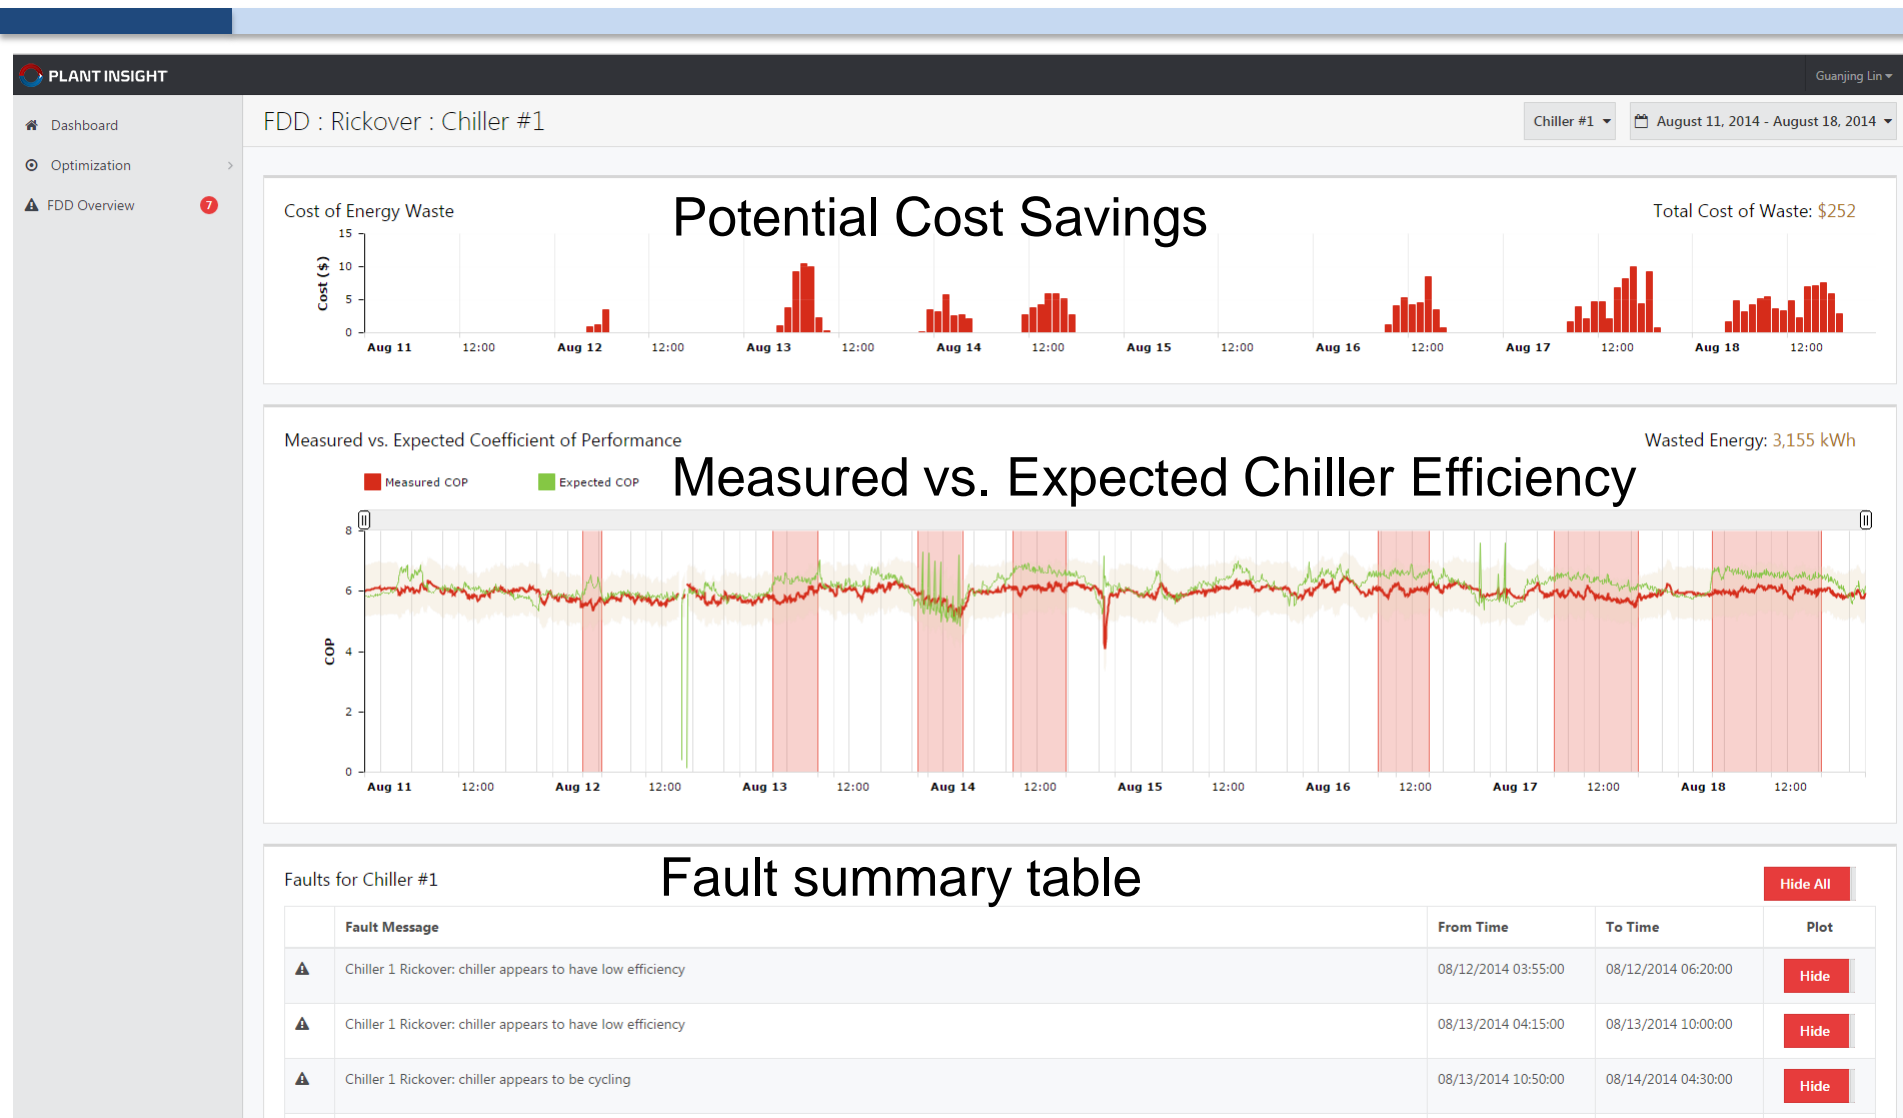 PLANT INSIGHT
Guanjing Lin
Dashboard
Optimization
FDD Overview 7
FDD : Rickover : Chiller #1
Chiller #1
August 11, 2014 - August 18, 2014
Cost of Energy Waste
Potential Cost Savings
Total Cost of Waste: $252
Cost ($)
15
10
5
0
Aug 11 12:00 Aug 12 12:00 Aug 13 12:00 Aug 14 12:00 Aug 15 12:00 Aug 16 12:00 Aug 17 12:00 Aug 18 12:00
Measured vs. Expected Coefficient of Performance
Wasted Energy: 3,155 kWh
Measured COP Expected COP
Measured vs. Expected Chiller Efficiency
COP
8
6
4
2
0
Aug 11 12:00 Aug 12 12:00 Aug 13 12:00 Aug 14 12:00 Aug 15 12:00 Aug 16 12:00 Aug 17 12:00 Aug 18 12:00
Faults for Chiller #1
Fault summary table
Hide All
Fault Message From Time To Time Plot
Chiller 1 Rickover: chiller appears to have low efficiency 08/12/2014 03:55:00 08/12/2014 06:20:00 Hide
Chiller 1 Rickover: chiller appears to have low efficiency 08/13/2014 04:15:00 08/13/2014 10:00:00 Hide
Chiller 1 Rickover: chiller appears to be cycling 08/13/2014 10:50:00 08/14/2014 04:30:00 Hide